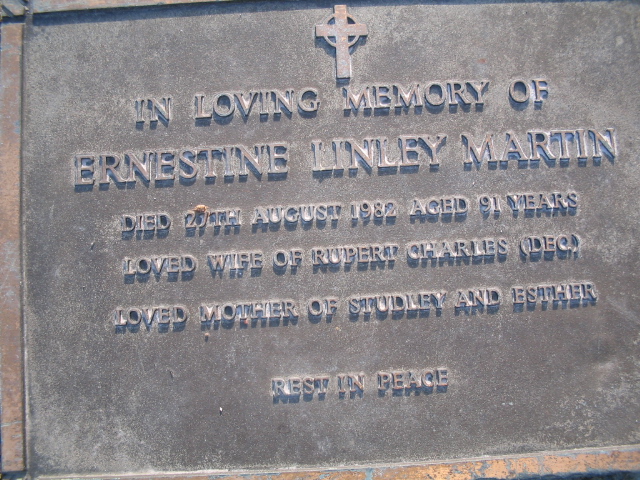 IN LOVING MEMORY OF
ERNESTINE LINLEY MARTIN
DIED 29TH AUGUST 1982 AGED 91 YEARS
LOVED WIFE OF RUPERT CHARLES (DEC.)
LOVED MOTHER OF STUDLEY AND ESTHER
REST IN PEACE